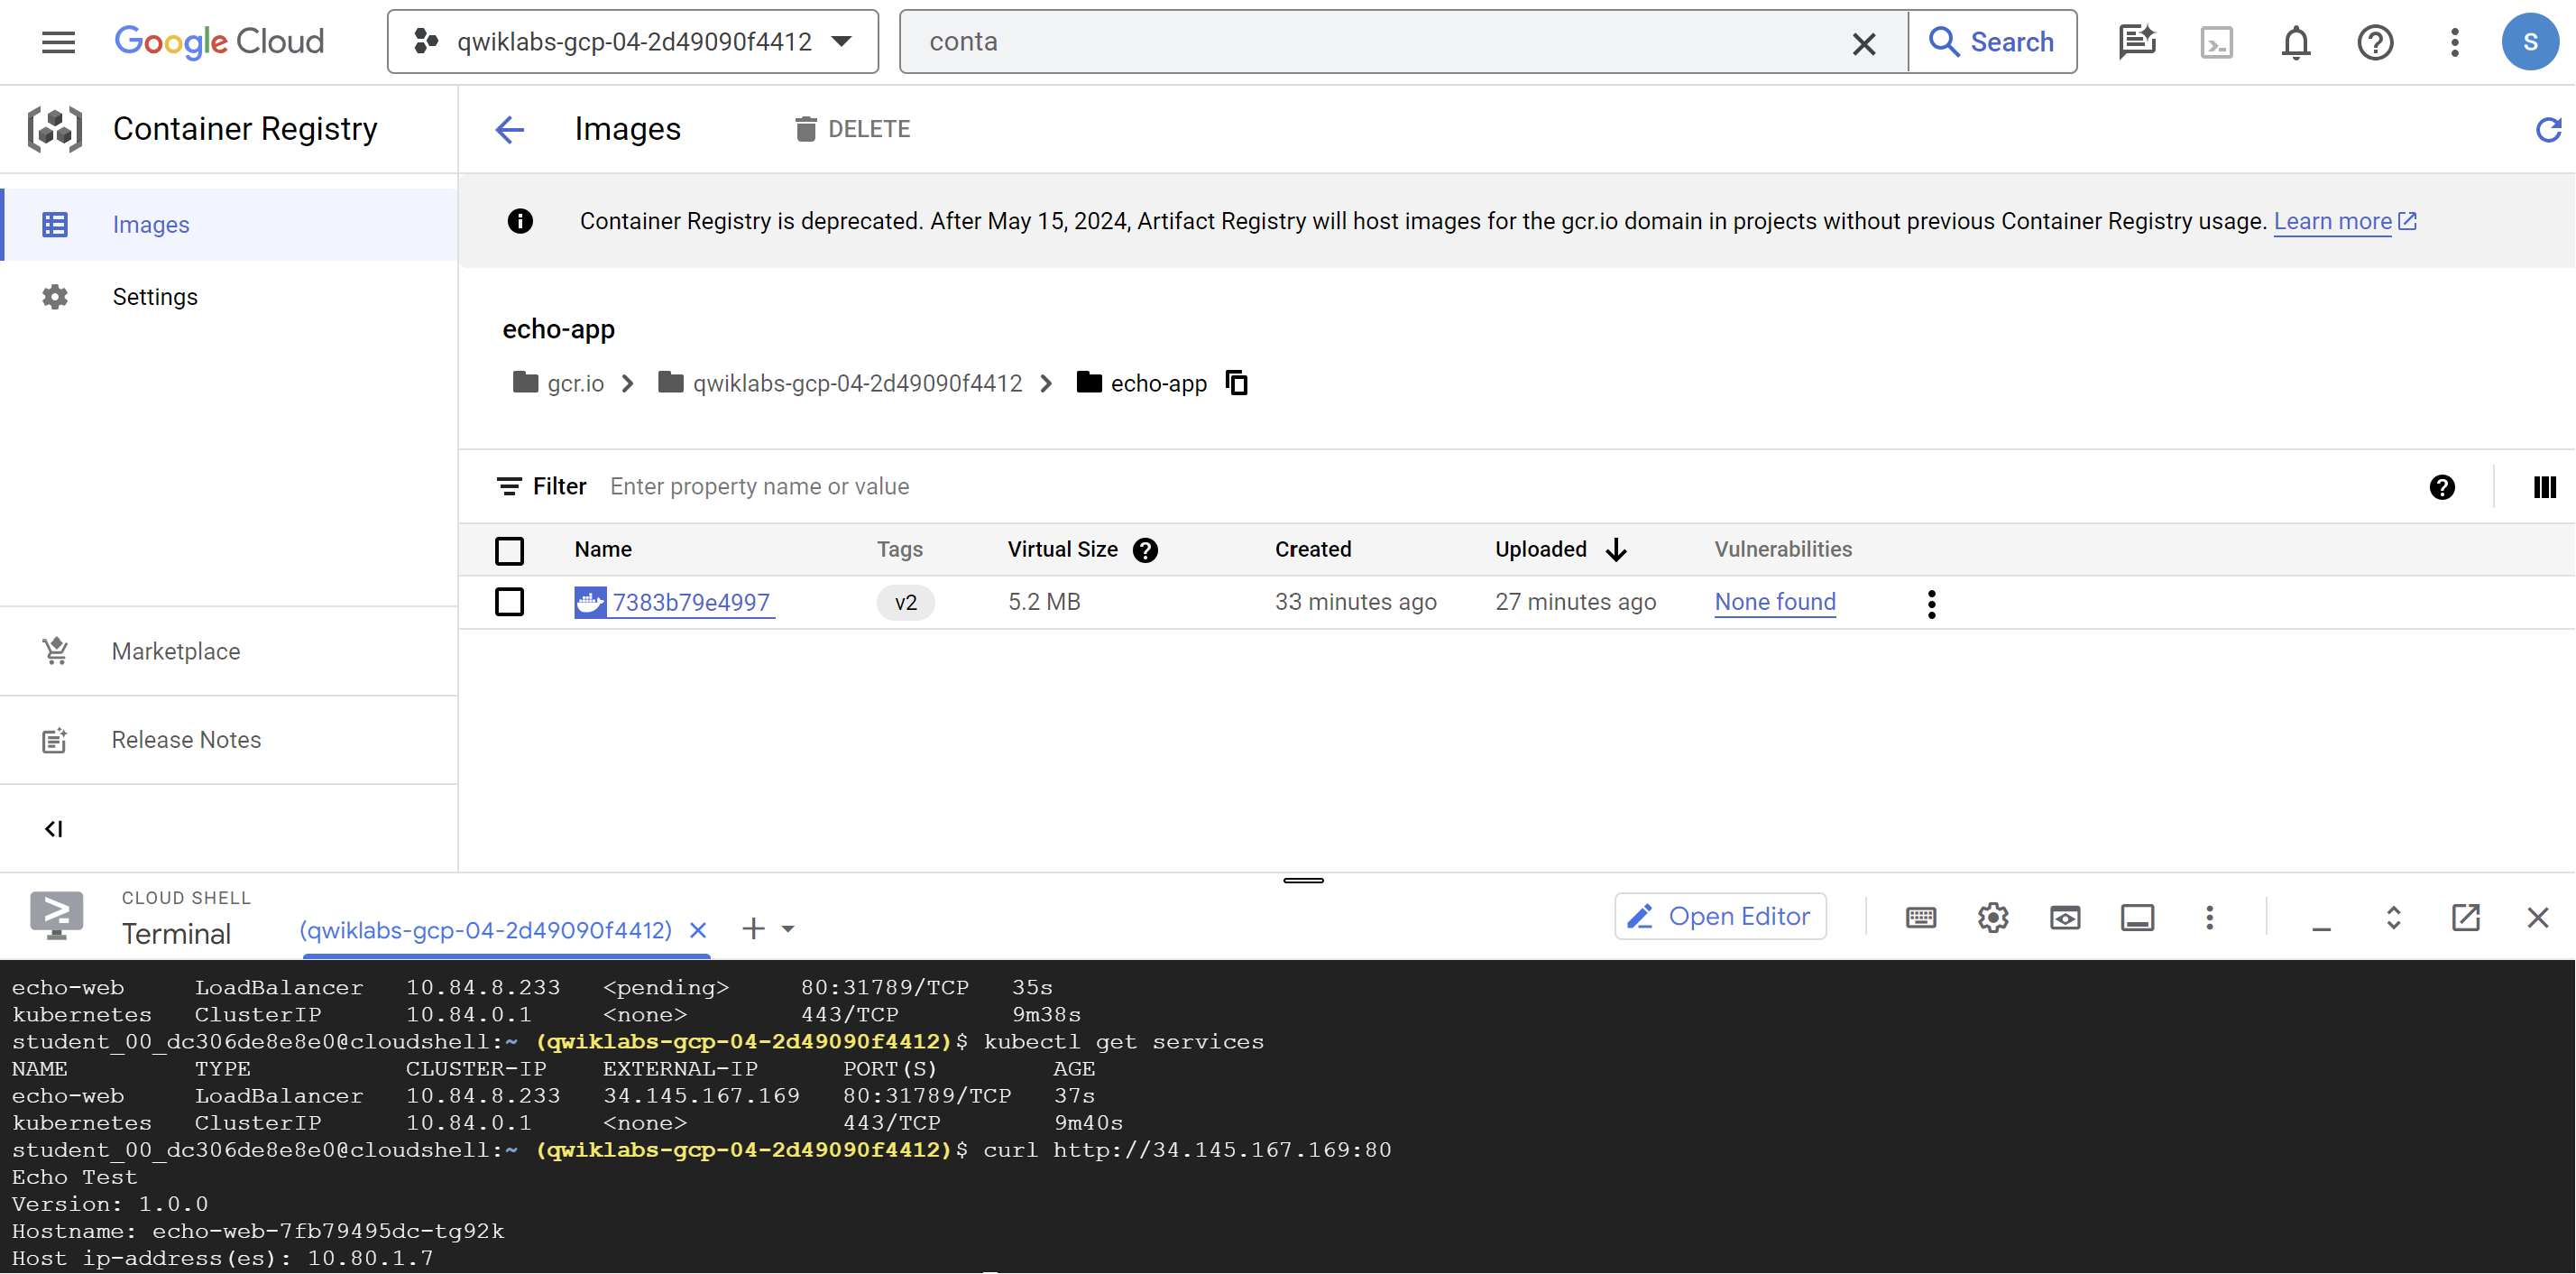 Google Cloud
qwiklabs-gcp-04-2d49090f4412
conta
Search
S
Container Registry
Images
DELETE
Images
Settings
Container Registry is deprecated. After May 15, 2024, Artifact Registry will host images for the gcr.io domain in projects without previous Container Registry usage. Learn more
echo-app
gcr.io > qwiklabs-gcp-04-2d49090f4412 > echo-app
Filter Enter property name or value
Name Tags Virtual Size Created Uploaded Vulnerabilities
7383b79e4997 v2 5.2 MB 33 minutes ago 27 minutes ago None found
Marketplace
Release Notes
CLOUD SHELL
Terminal
(qwiklabs-gcp-04-2d49090f4412)
Open Editor
echo-web LoadBalancer 10.84.8.233 <pending> 80:31789/TCP 35s
kubernetes ClusterIP 10.84.0.1 <none> 443/TCP 9m38s
student_00_dc306de8e8e0@cloudshell:~ (qwiklabs-gcp-04-2d49090f4412)$ kubectl get services
NAME TYPE CLUSTER-IP EXTERNAL-IP PORT(S) AGE
echo-web LoadBalancer 10.84.8.233 34.145.167.169 80:31789/TCP 37s
kubernetes ClusterIP 10.84.0.1 <none> 443/TCP 9m40s
student_00_dc306de8e8e0@cloudshell:~ (qwiklabs-gcp-04-2d49090f4412)$ curl http://34.145.167.169:80
Echo Test
Version: 1.0.0
Hostname: echo-web-7fb79495dc-tg92k
Host ip-address(es): 10.80.1.7